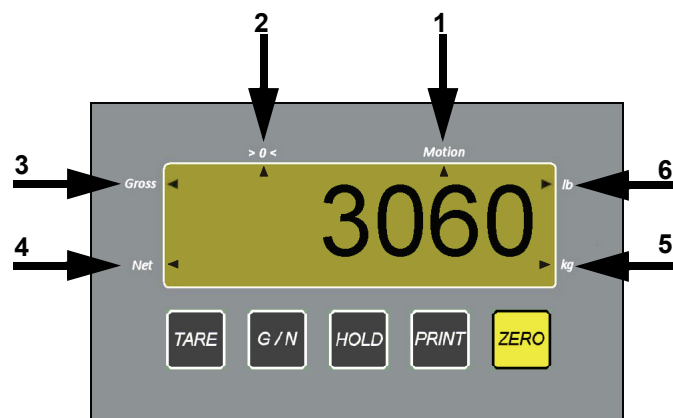 2 1
> 0 < Motion
3 Gross lb 6
3060
4 Net kg 5
TARE G / N HOLD PRINT ZERO